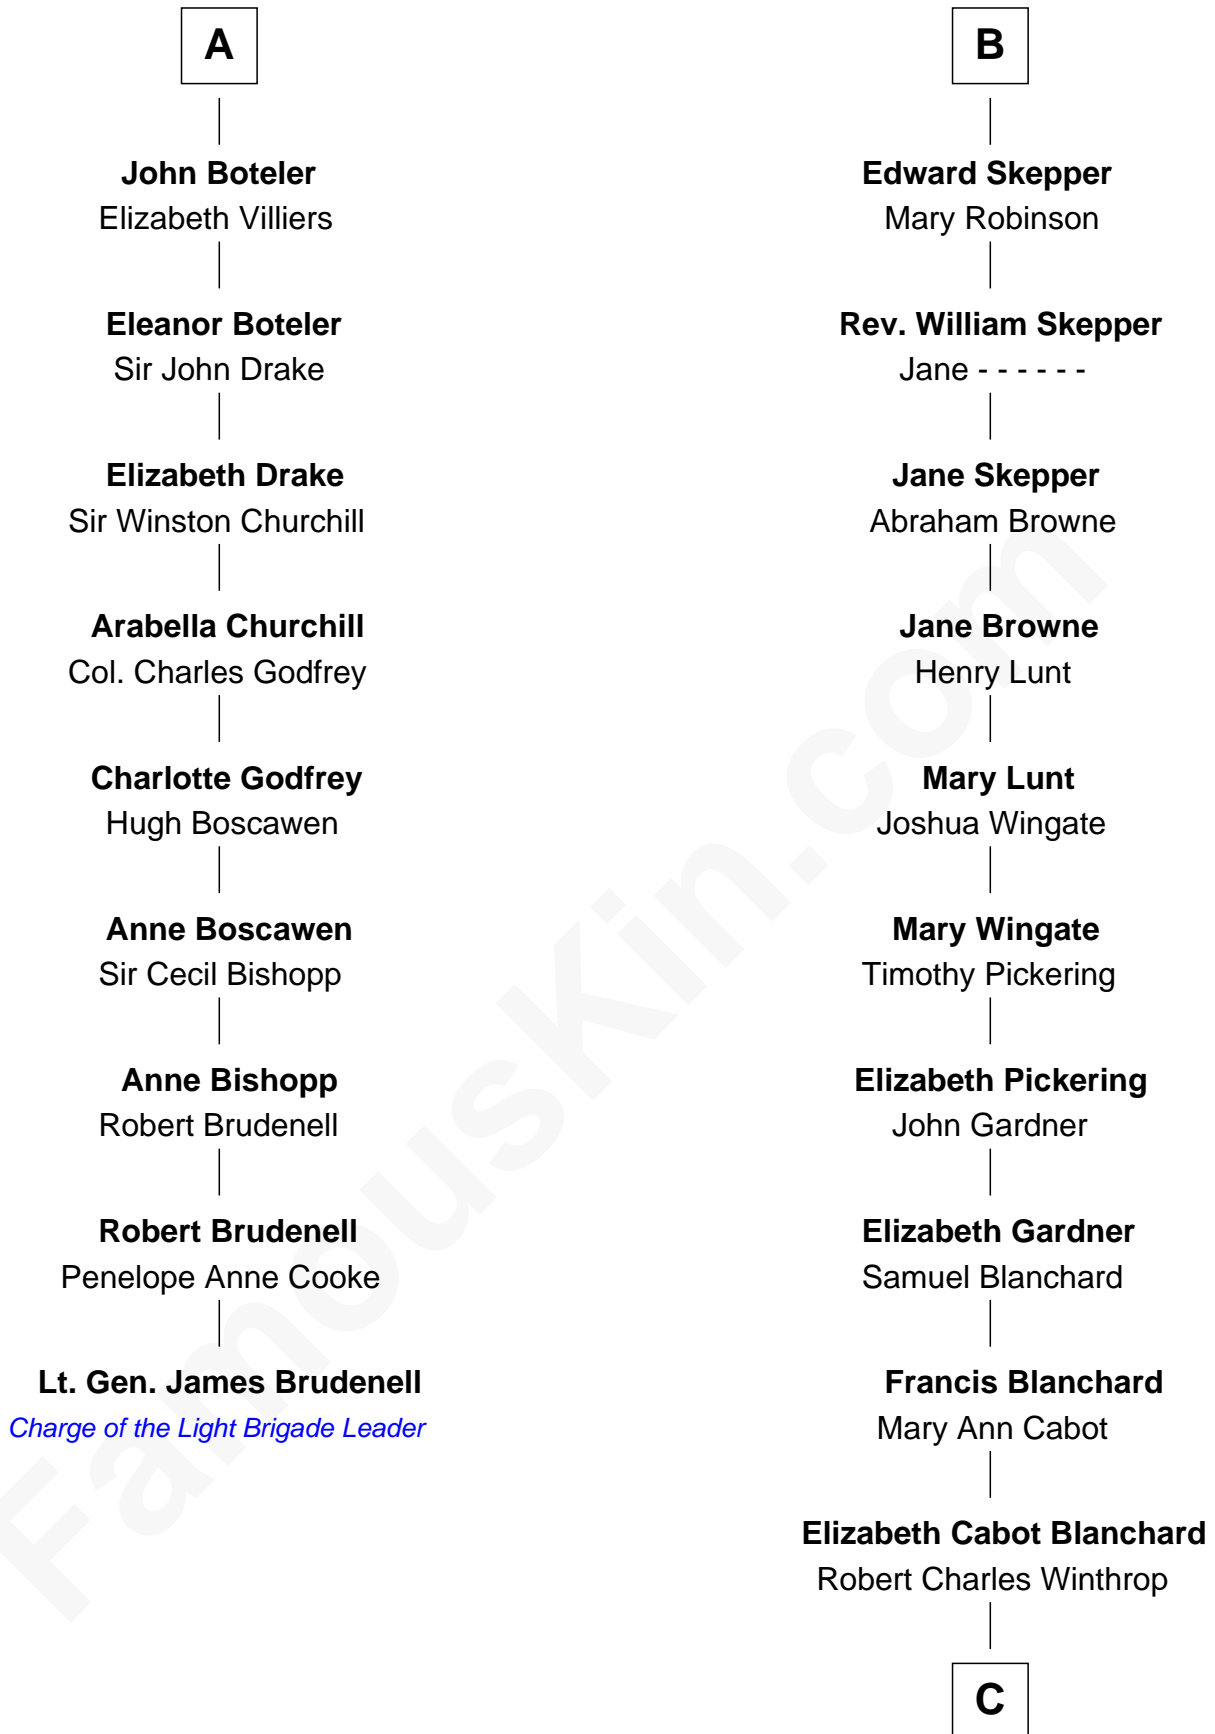 A
John Boteler
Elizabeth Villiers
Eleanor Boteler
Sir John Drake
Elizabeth Drake
Sir Winston Churchill
Arabella Churchill
Col. Charles Godfrey
Charlotte Godfrey
Hugh Boscawen
Anne Boscawen
Sir Cecil Bishopp
Anne Bishopp
Robert Brudenell
Robert Brudenell
Penelope Anne Cooke
Lt. Gen. James Brudenell
Charge of the Light Brigade Leader
B
Edward Skepper
Mary Robinson
Rev. William Skepper
Jane - - - - - -
Jane Skepper
Abraham Browne
Jane Browne
Henry Lunt
Mary Lunt
Joshua Wingate
Mary Wingate
Timothy Pickering
Elizabeth Pickering
John Gardner
Elizabeth Gardner
Samuel Blanchard
Francis Blanchard
Mary Ann Cabot
Elizabeth Cabot Blanchard
Robert Charles Winthrop
C
FamousKin.com